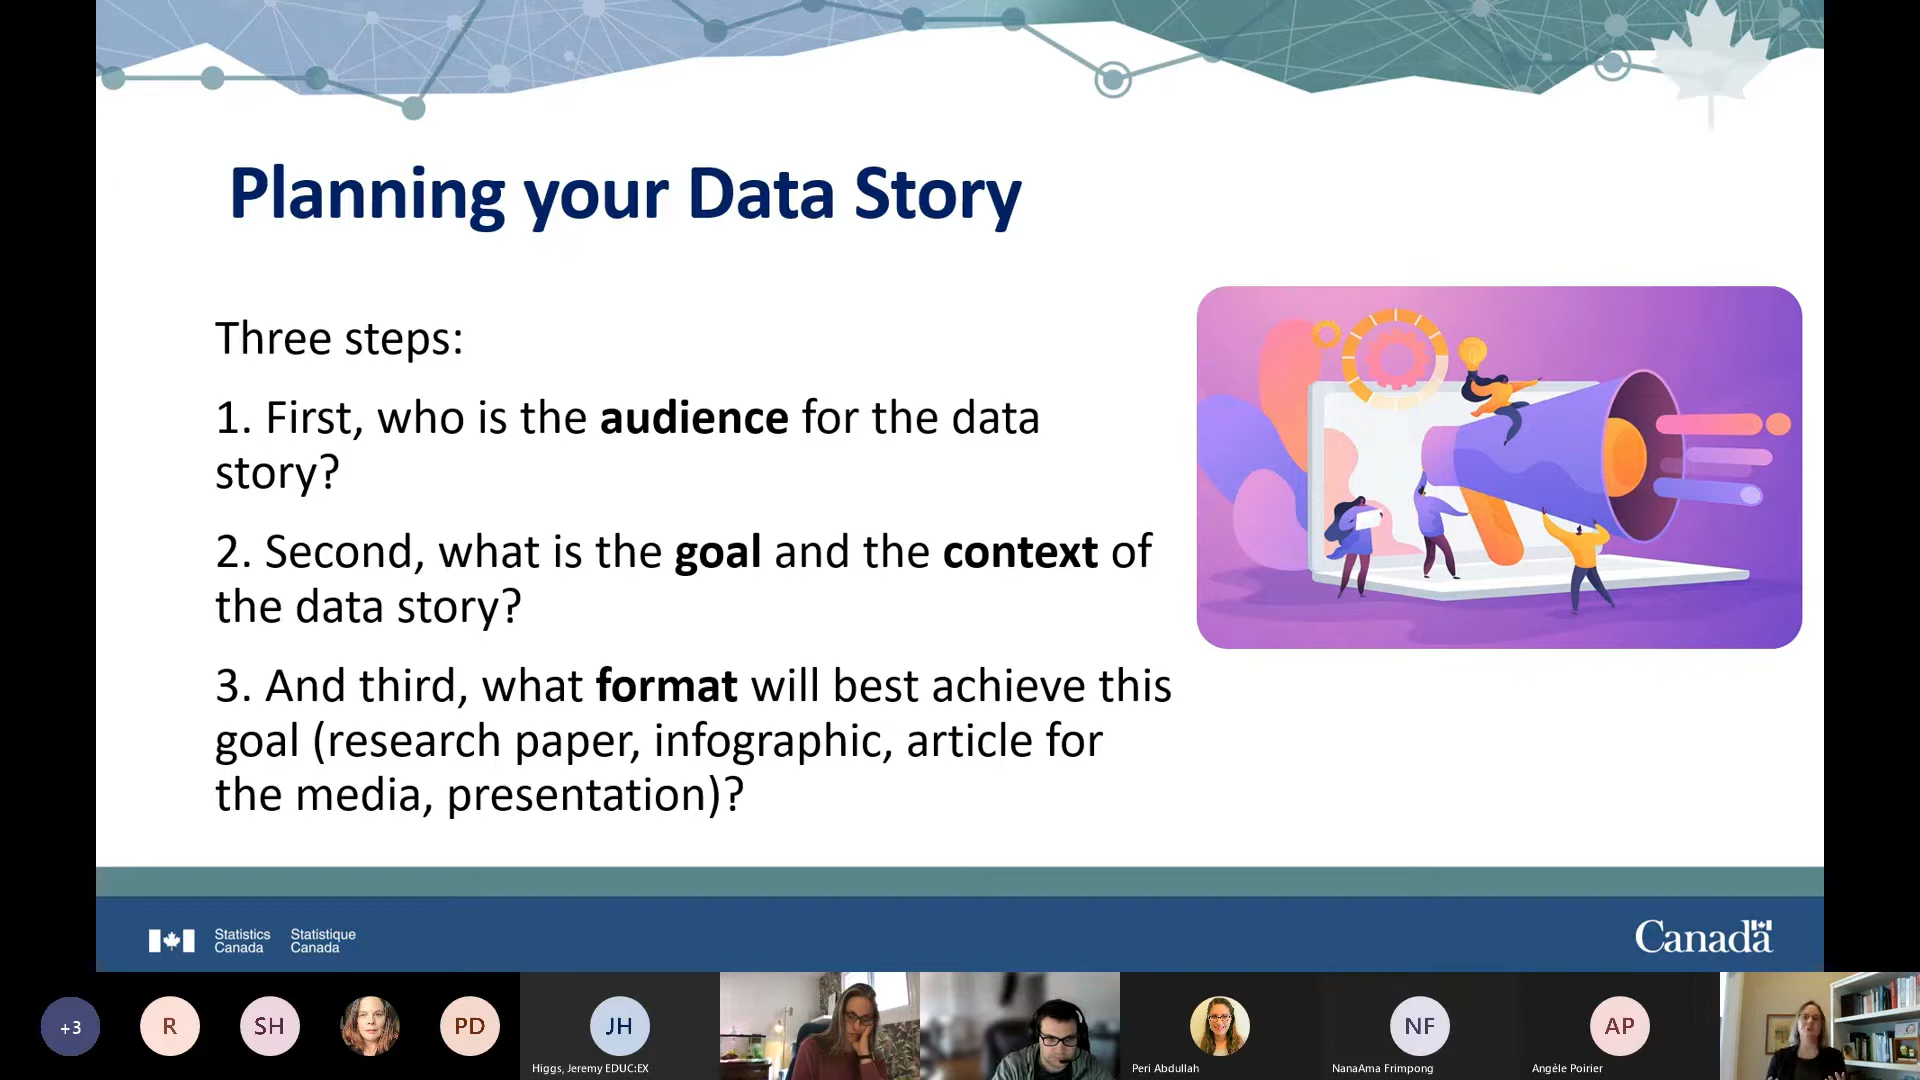 Planning your Data Story
Three steps:
1. First, who is the audience for the data
story?
2. Second, what is the goal and the context of
the data story?
3. And third, what format will best achieve this
goal (research paper, infographic, article for
the media, presentation)?
Statistics
Canada
Statistique
Canada
Canada
+3
R
SH
PD
JH
Higgs, Jeremy EDUC:EX
Peri Abdullah
NF
NanaAma Frimpong
AP
Angèle Poirier